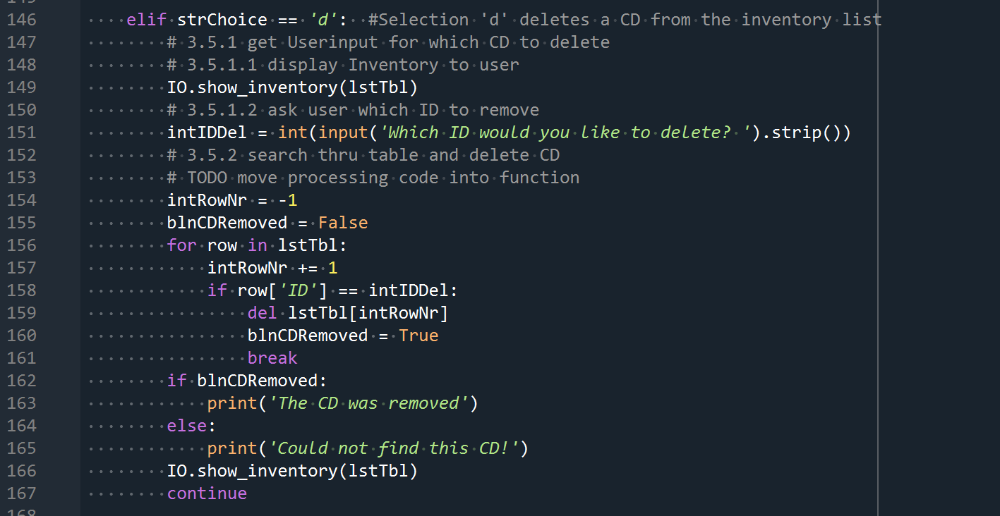 146     elif strChoice == 'd':  #Selection 'd' deletes a CD from the inventory list
147         # 3.5.1 get Userinput for which CD to delete
148         # 3.5.1.1 display Inventory to user
149         IO.show_inventory(lstTbl)
150         # 3.5.1.2 ask user which ID to remove
151         intIDDel = int(input('Which ID would you like to delete? ').strip())
152         # 3.5.2 search thru table and delete CD
153         # TODO move processing code into function
154         intRowNr = -1
155         blnCDRemoved = False
156         for row in lstTbl:
157             intRowNr += 1
158             if row['ID'] == intIDDel:
159                 del lstTbl[intRowNr]
160                 blnCDRemoved = True
161                 break
162         if blnCDRemoved:
163             print('The CD was removed')
164         else:
165             print('Could not find this CD!')
166         IO.show_inventory(lstTbl)
167         continue
168